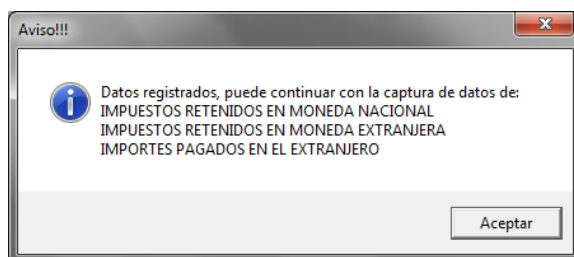 Aviso!!!
Datos registrados, puede continuar con la captura de datos de:
IMPUESTOS RETENIDOS EN MONEDA NACIONAL
IMPUESTOS RETENIDOS EN MONEDA EXTRANJERA
IMPORTES PAGADOS EN EL EXTRANJERO
Aceptar